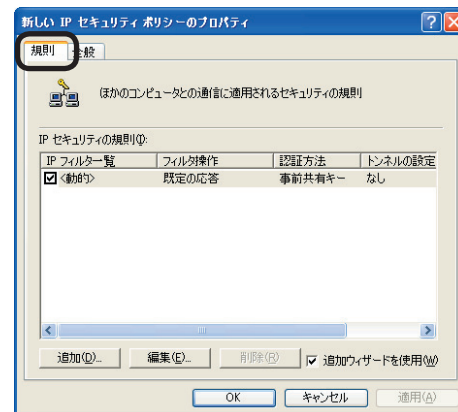 新しい IP セキュリティ ポリシーのプロパティ
規則 全般
ほかのコンピュータとの通信に適用されるセキュリティの規則
IP セキュリティの規則(I):
IP フィルタ一覧 フィルタ操作 認証方法 トンネルの設定
<動的> 既定の応答 事前共有キー なし
追加(D)... 編集(E)... 削除(R) 追加ウィザードを使用(W)
OK キャンセル 適用(A)